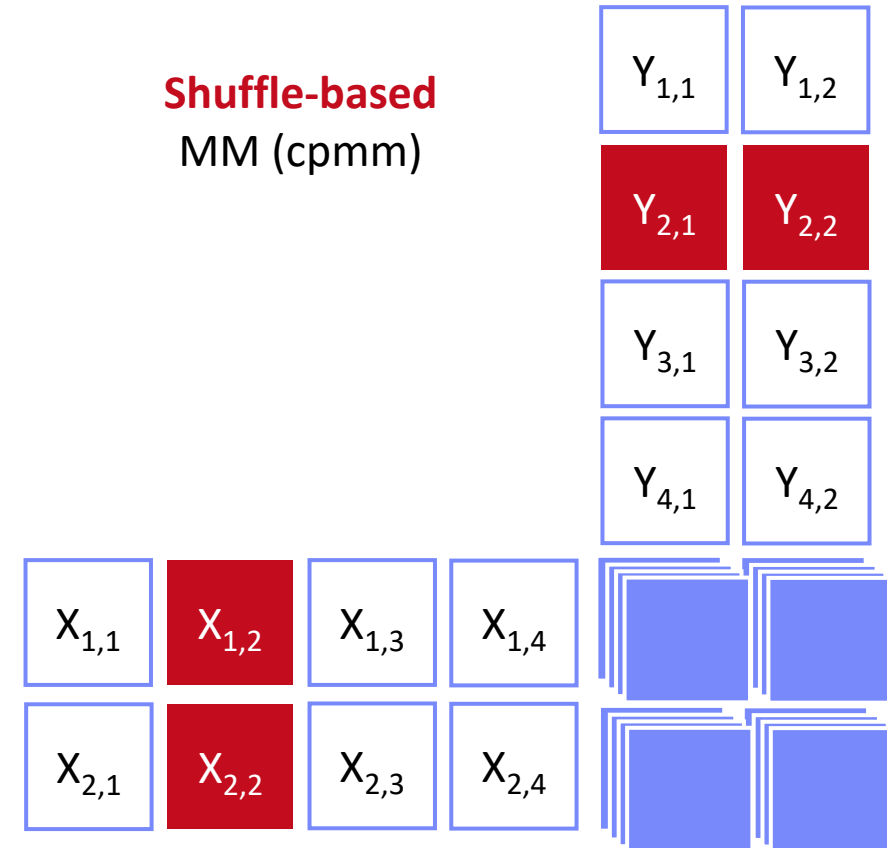 Shuffle-based
MM (cpmm)
Y1,1 Y1,2
Y2,1 Y2,2
Y3,1 Y3,2
Y4,1 Y4,2
X1,1 X1,2 X1,3 X1,4
X2,1 X2,2 X2,3 X2,4